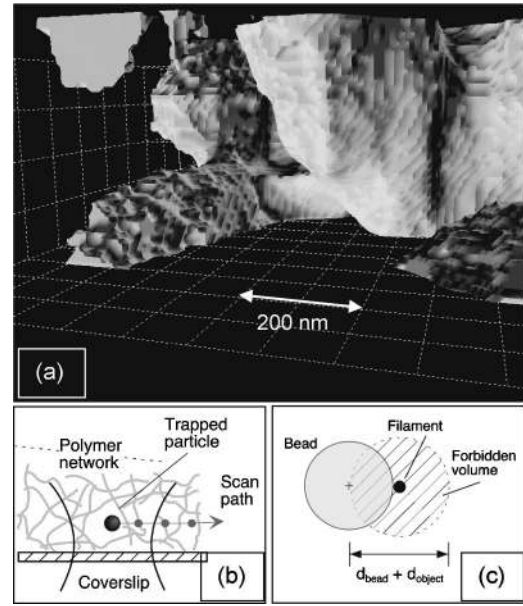 200 nm
(a)
Trapped
particle
Polymer
network
Scan
path
Coverslip
(b)
Filament
Bead
Forbidden
volume
d_bead + d_object
(c)